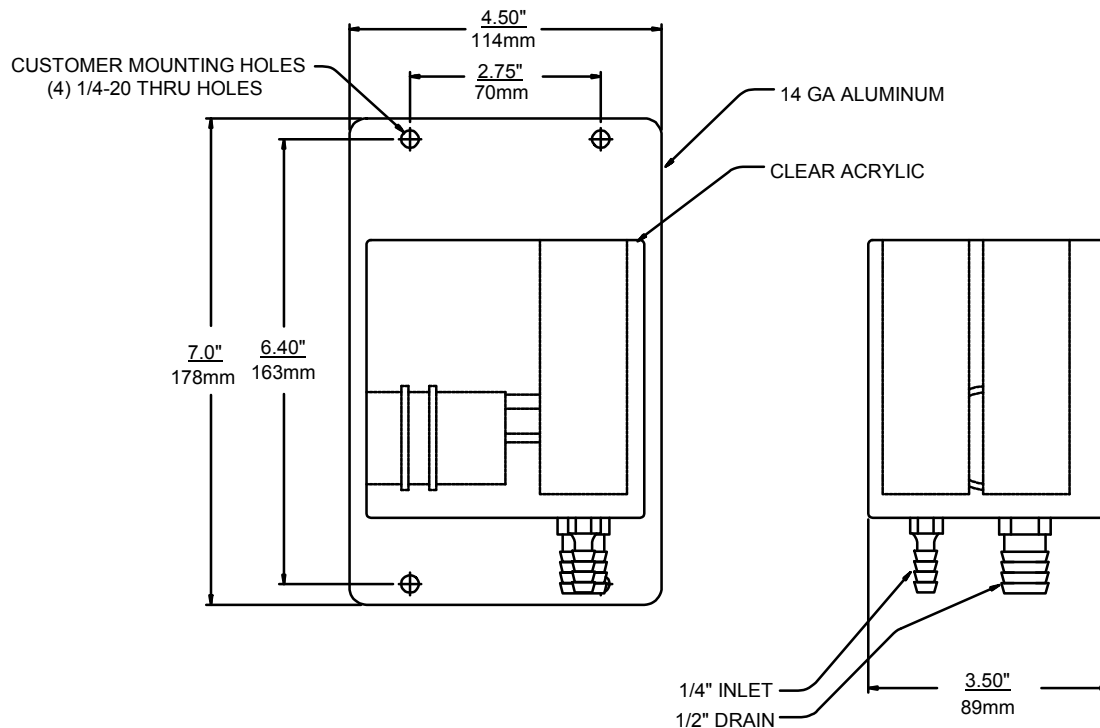 4.50"
114mm
CUSTOMER MOUNTING HOLES
(4) 1/4-20 THRU HOLES
2.75"
70mm
14 GA ALUMINUM
CLEAR ACRYLIC
7.0"
178mm
6.40"
163mm
1/4" INLET
1/2" DRAIN
3.50"
89mm